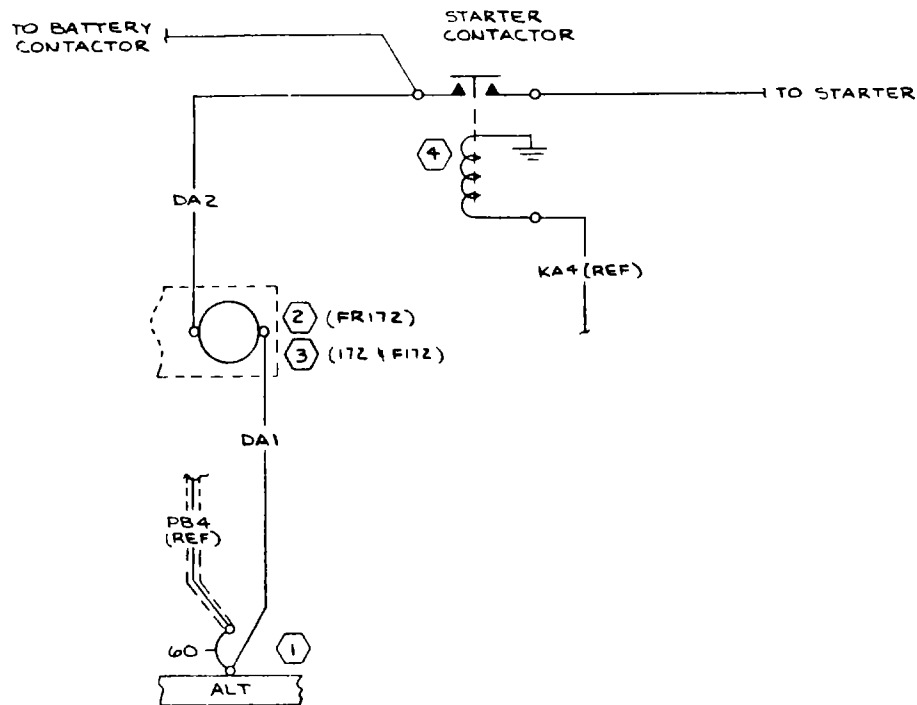 TO BATTERY
CONTACTOR
STARTER
CONTACTOR
TO STARTER
4
DA2
KA4 (REF)
2 (FR172)
3 (172 & F172)
DA1
PB4
(REF)
60
1
ALT